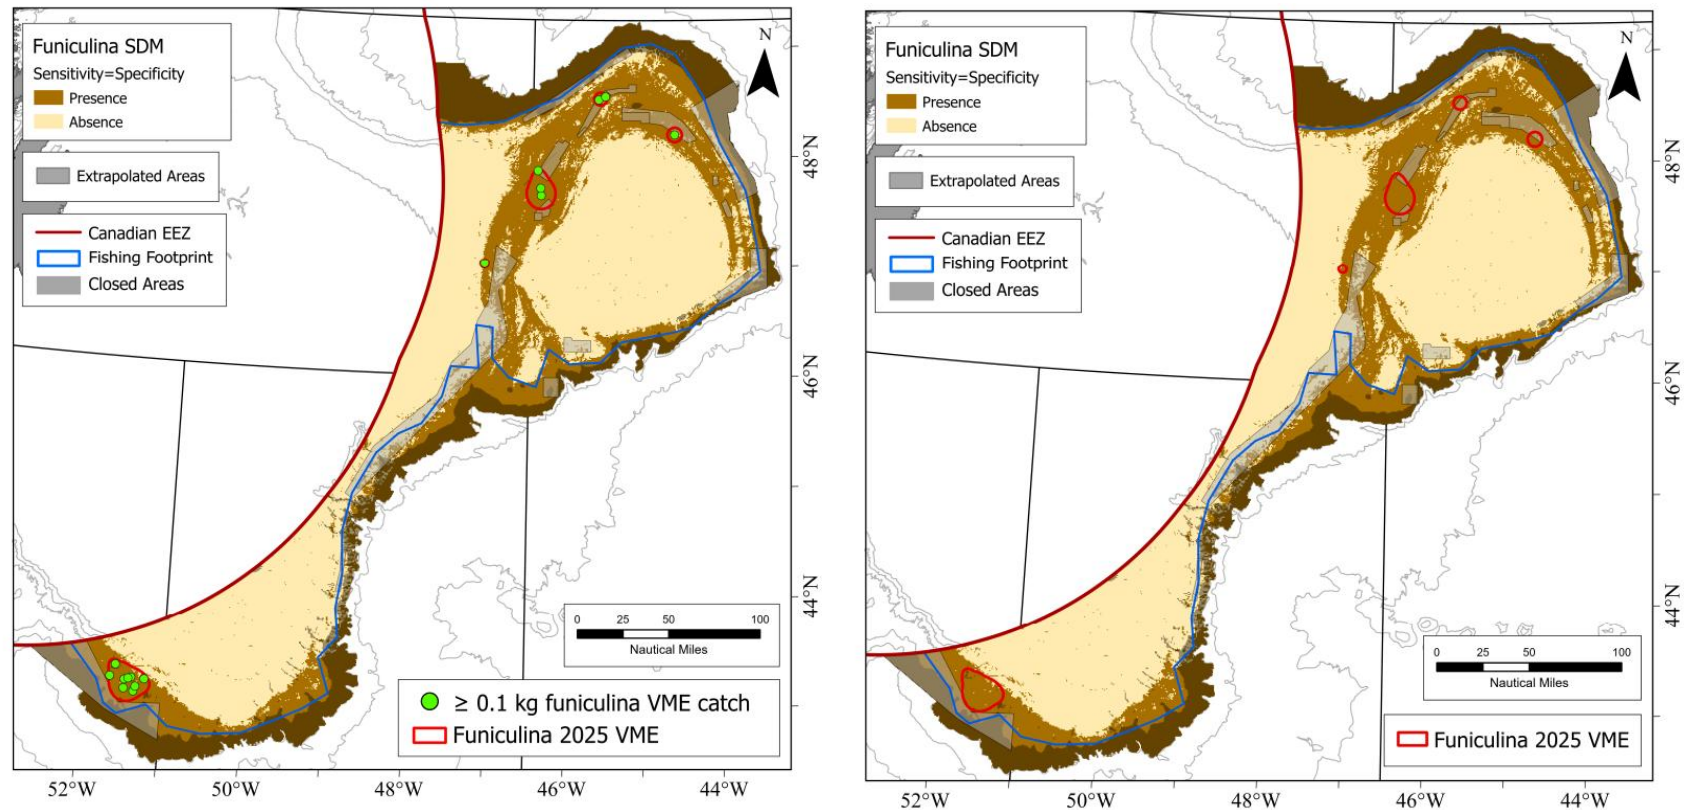 Funiculina SDM
Sensitivity=Specificity
Presence
Absence
Extrapolated Areas
Canadian EEZ
Fishing Footprint
Closed Areas
N
48°N
46°N
44°N
0 25 50 100
Nautical Miles
≥ 0.1 kg funiculina VME catch
Funiculina 2025 VME
52°W 50°W 48°W 46°W 44°W
Funiculina SDM
Sensitivity=Specificity
Presence
Absence
Extrapolated Areas
Canadian EEZ
Fishing Footprint
Closed Areas
N
48°N
46°N
44°N
0 25 50 100
Nautical Miles
Funiculina 2025 VME
52°W 50°W 48°W 46°W 44°W